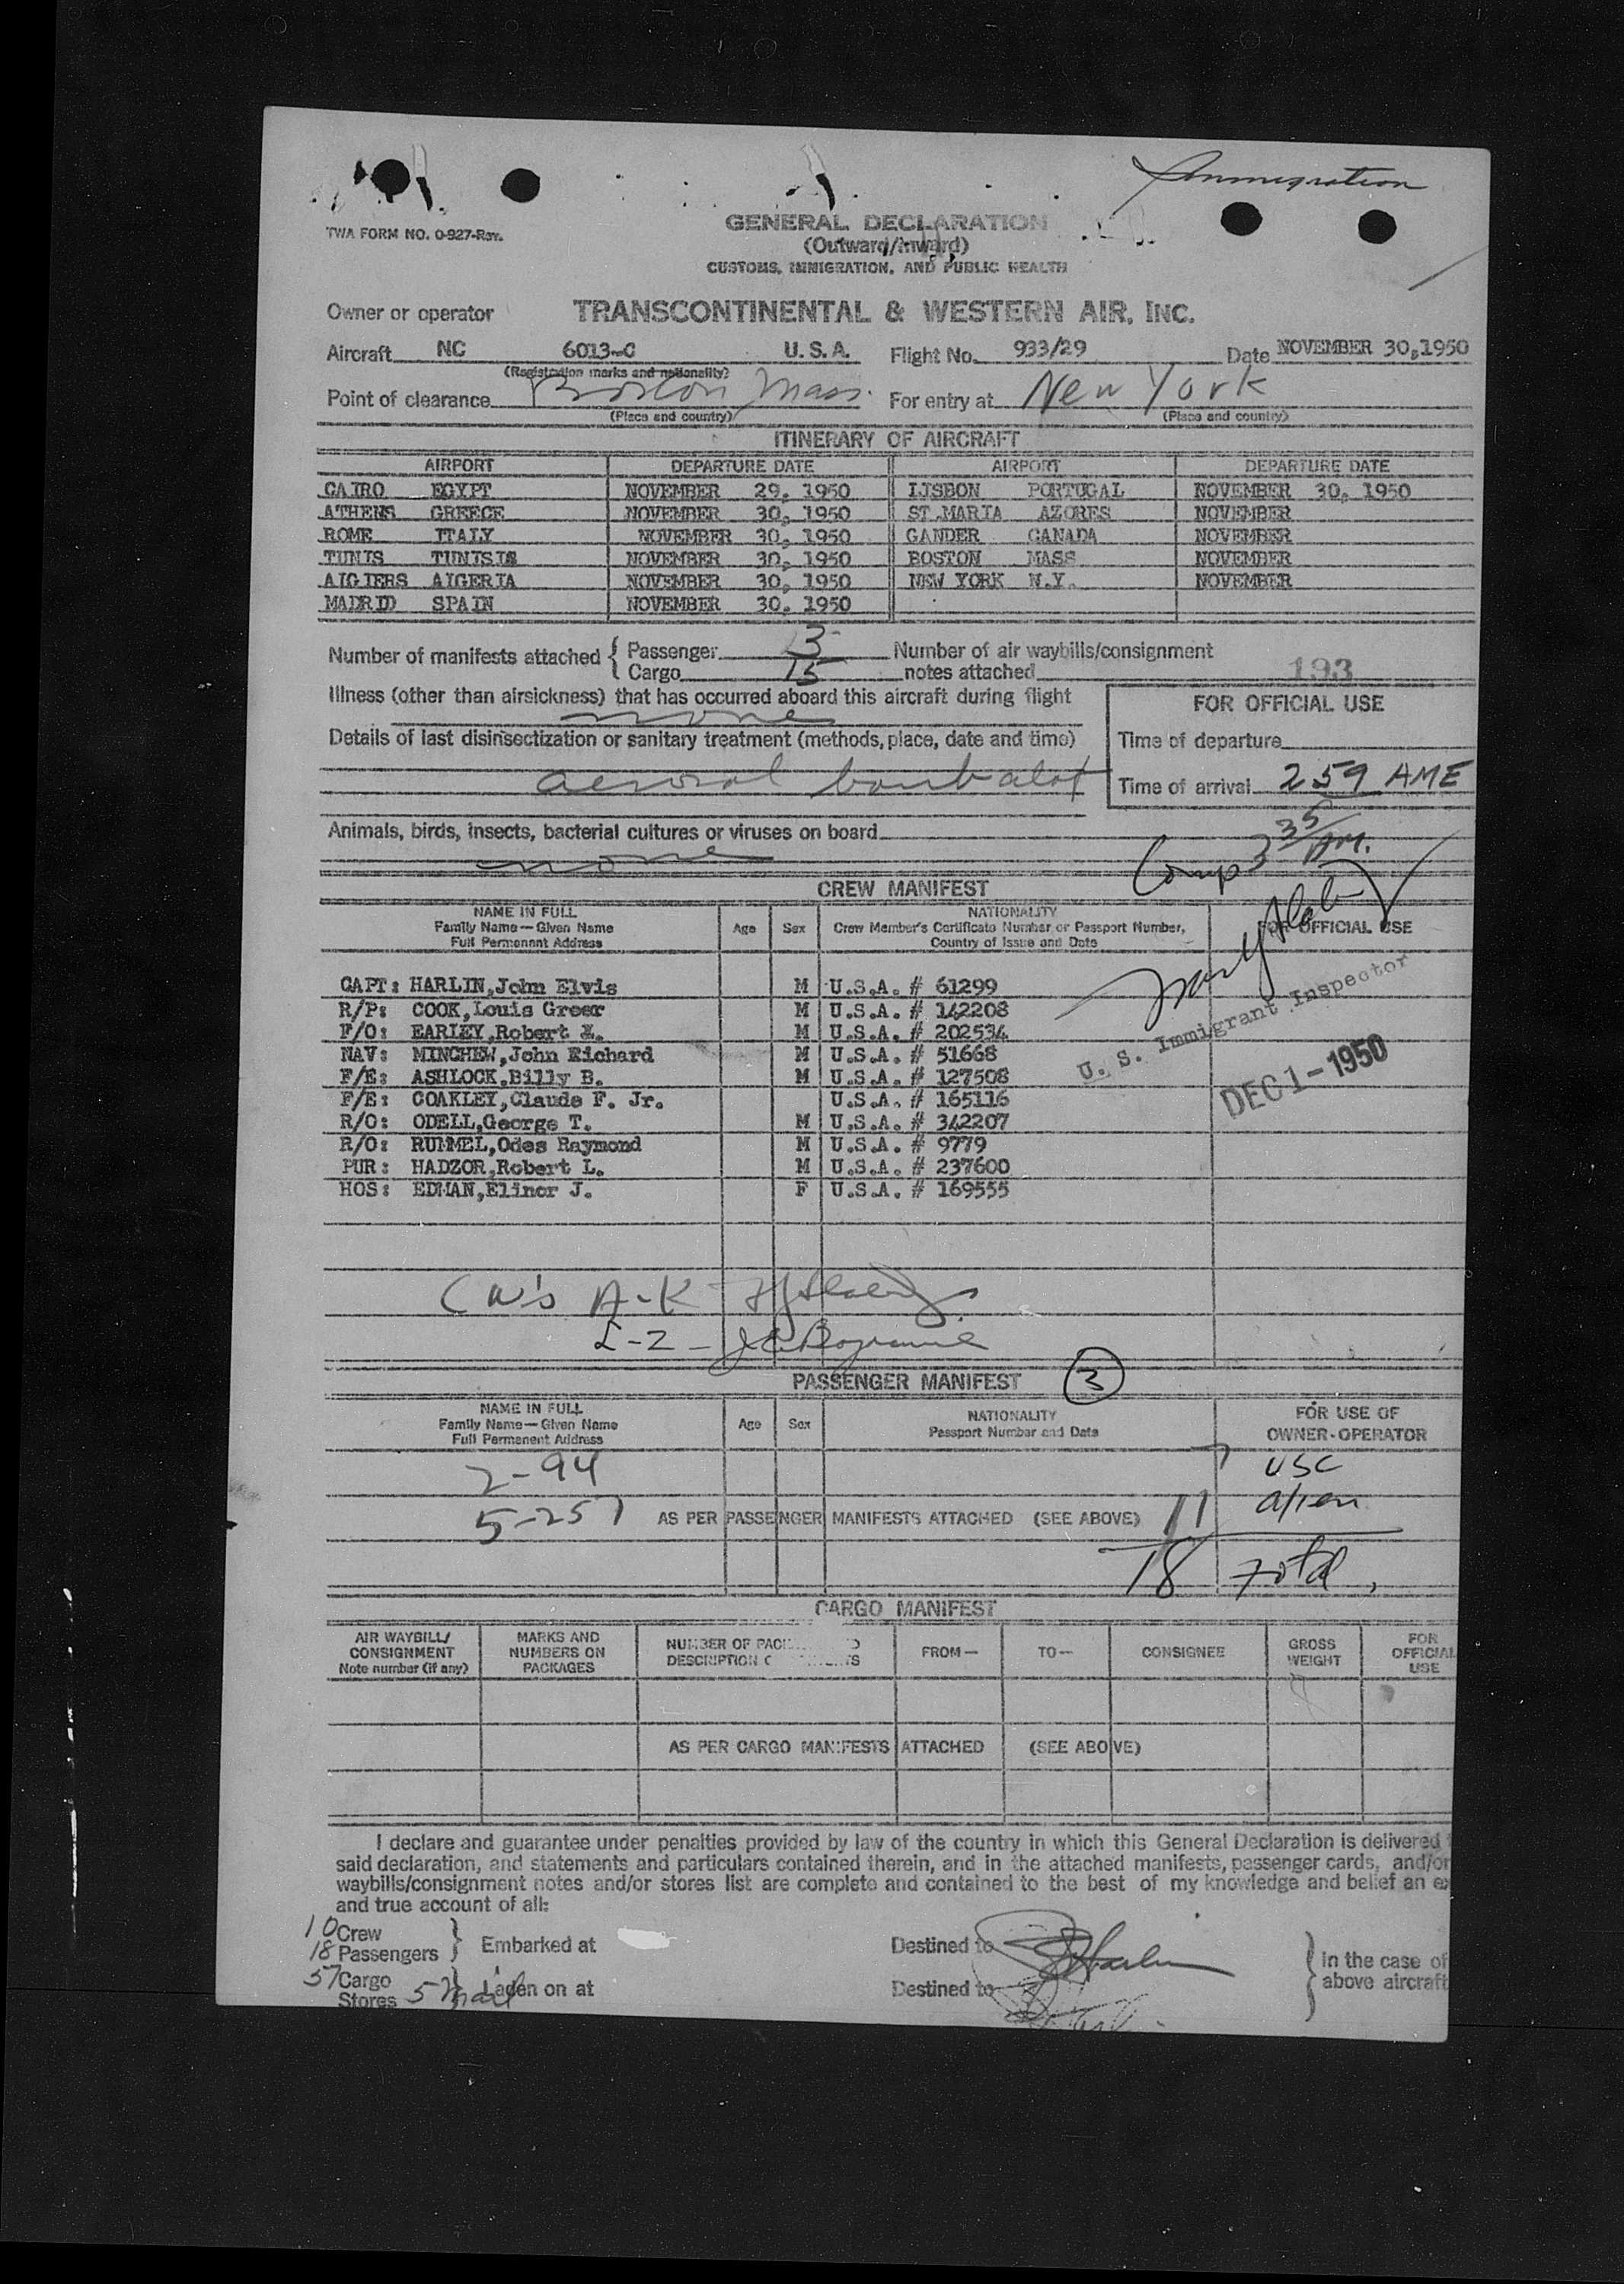 Immigration
TWA FORM NO. O-927-Rev.
GENERAL DECLARATION
(Outward/Inward)
CUSTOMS, IMMIGRATION, AND PUBLIC HEALTH
Owner or operator TRANSCONTINENTAL & WESTERN AIR, INC.
Aircraft NC 6013-C U.S.A. Flight No. 933/29 Date NOVEMBER 30,1950
(Registration marks and nationality)
Point of clearance Boston Mass. For entry at New York
(Place and country) (Place and country)
ITINERARY OF AIRCRAFT
AIRPORT DEPARTURE DATE AIRPORT DEPARTURE DATE
CAIRO EGYPT NOVEMBER 29, 1950 LISBON PORTUGAL NOVEMBER 30, 1950
ATHENS GREECE NOVEMBER 30, 1950 ST.MARIA AZORES NOVEMBER
ROME ITALY NOVEMBER 30, 1950 GANDER CANADA NOVEMBER
TUNIS TUNISIA NOVEMBER 30, 1950 BOSTON MASS NOVEMBER
ALGIERS ALGERIA NOVEMBER 30, 1950 NEW YORK N.Y. NOVEMBER
MADRID SPAIN NOVEMBER 30, 1950
Number of manifests attached { Passenger 3 Number of air waybills/consignment
Cargo 15 notes attached 193
Illness (other than airsickness) that has occurred aboard this aircraft during flight
none
FOR OFFICIAL USE
Details of last disinsectization or sanitary treatment (methods, place, date and time)
Time of departure
aerosol bomb
Time of arrival 2 59 AME
Animals, birds, insects, bacterial cultures or viruses on board
none
Comp 3 35 AM.
CREW MANIFEST
NAME IN FULL
Family Name—Given Name
Full Permanent Address
Age Sex
NATIONALITY
Crew Member's Certificate Number or Passport Number,
Country of Issue and Date
FOR OFFICIAL USE
CAPT: HARLIN,John Elvis M U.S.A. # 61299
R/P: COOK,Louis Greer M U.S.A. # 142208
F/O: EARLEY,Robert X. M U.S.A. # 202534
NAV: MINCHEW,John Richard M U.S.A. # 51668
F/E: ASHLOCK,Billy B. M U.S.A. # 127508
F/E: COAKLEY,Claude F. Jr. U.S.A. # 165116
R/O: ODELL,George T. M U.S.A. # 342207
R/O: RUMMEL,Odes Raymond M U.S.A. # 9779
PUR: HADZOR,Robert L. M U.S.A. # 237600
HOS: EDMAN,Elinor J. F U.S.A. # 169555
U. S. Immigrant Inspector
DEC 1-1950
A-K
L-Z
PASSENGER MANIFEST 3
NAME IN FULL
Family Name—Given Name
Full Permanent Address
Age Sex
NATIONALITY
Passport Number and Date
FOR USE OF
OWNER-OPERATOR
2-94 7 USC
5-257 AS PER PASSENGER MANIFESTS ATTACHED (SEE ABOVE) 11 alien
18 Total
CARGO MANIFEST
AIR WAYBILL/
CONSIGNMENT
Note number (if any)
MARKS AND
NUMBERS ON
PACKAGES
NUMBER OF
DESCRIPTION
FROM—
TO—
CONSIGNEE
GROSS
WEIGHT
FOR
OFFICIAL
USE
AS PER CARGO MANIFESTS ATTACHED (SEE ABOVE)
I declare and guarantee under penalties provided by law of the country in which this General Declaration is delivered
said declaration, and statements and particulars contained therein, and in the attached manifests, passenger cards, and/or
waybills/consignment notes and/or stores list are complete and contained to the best of my knowledge and belief an ex
and true account of all:
10 Crew
18 Passengers } Embarked at Destined to
57 Cargo
Stores 5 Mail } Laden on at Destined to
} In the case of
above aircraft